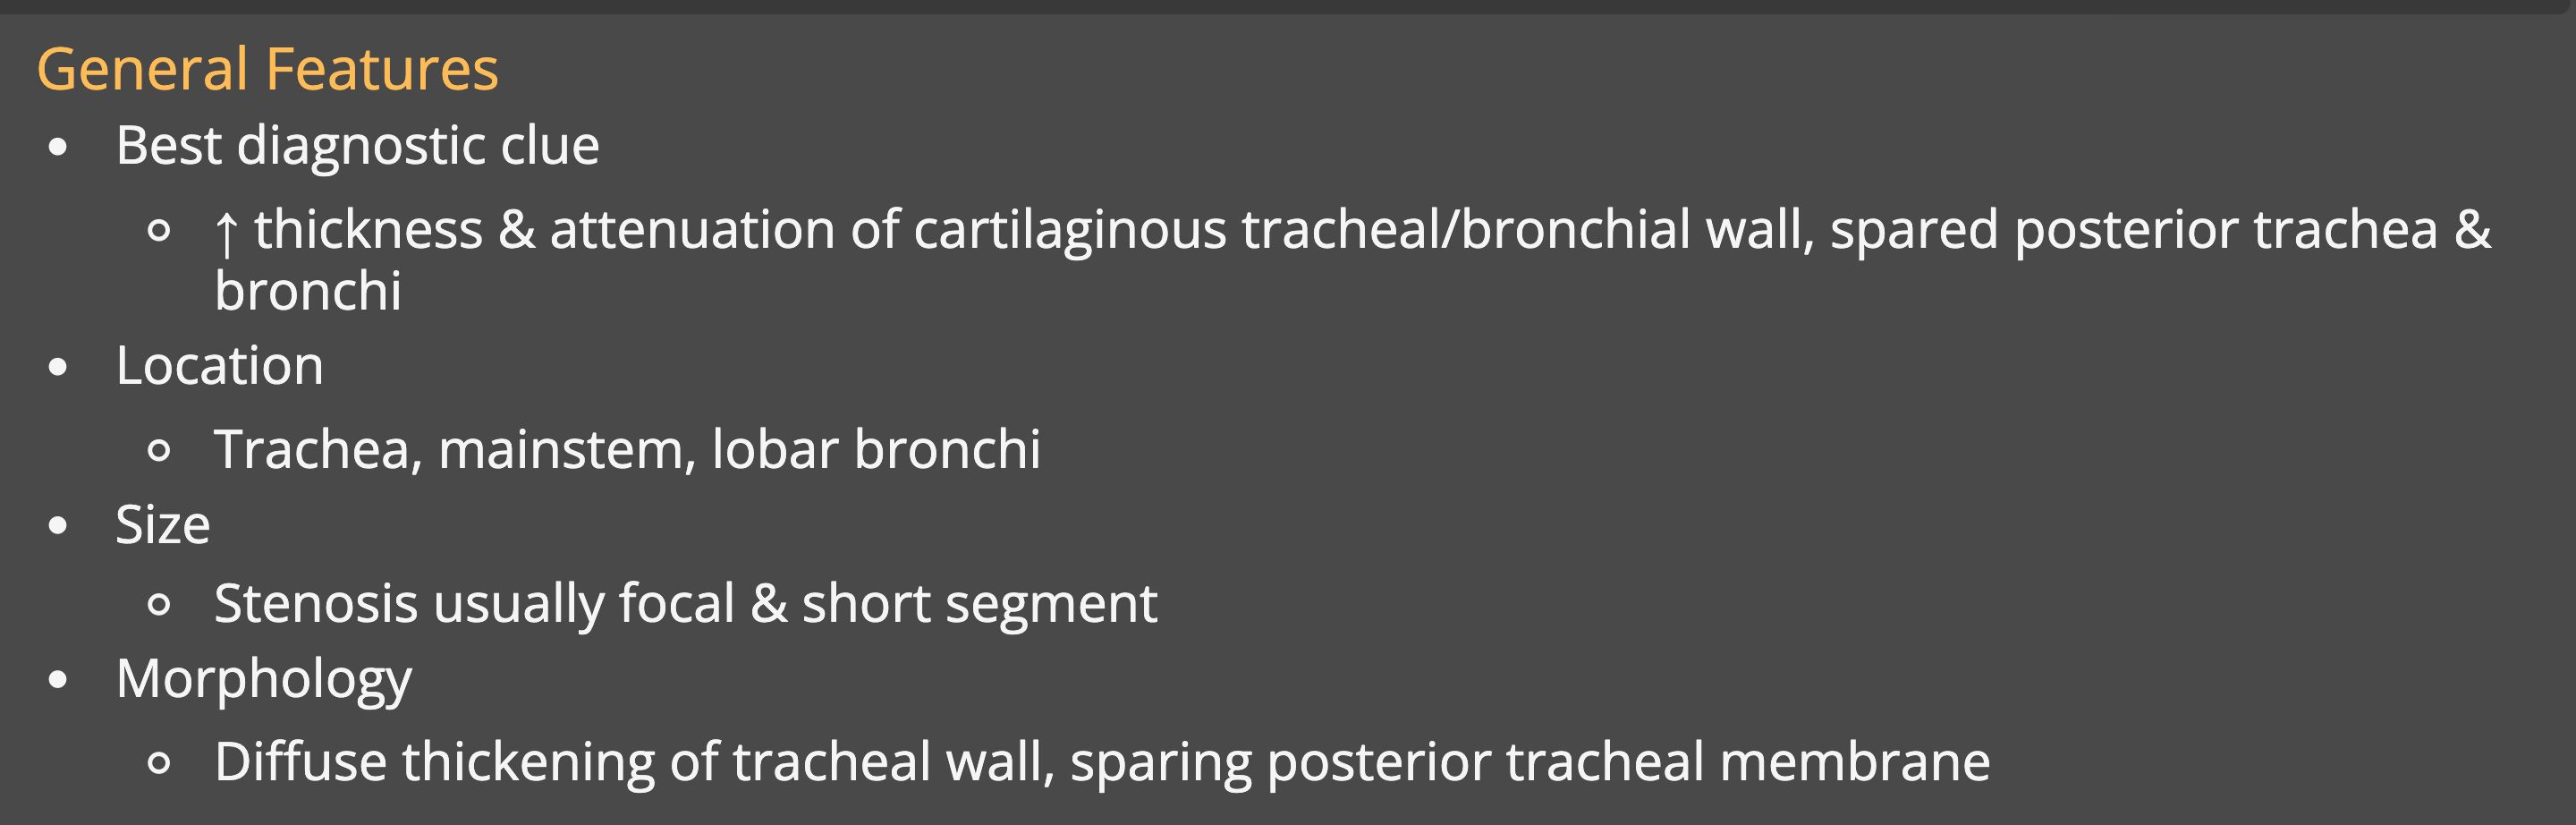 General Features
• Best diagnostic clue
○ ↑ thickness & attenuation of cartilaginous tracheal/bronchial wall, spared posterior trachea &
bronchi
• Location
○ Trachea, mainstem, lobar bronchi
• Size
○ Stenosis usually focal & short segment
• Morphology
○ Diffuse thickening of tracheal wall, sparing posterior tracheal membrane